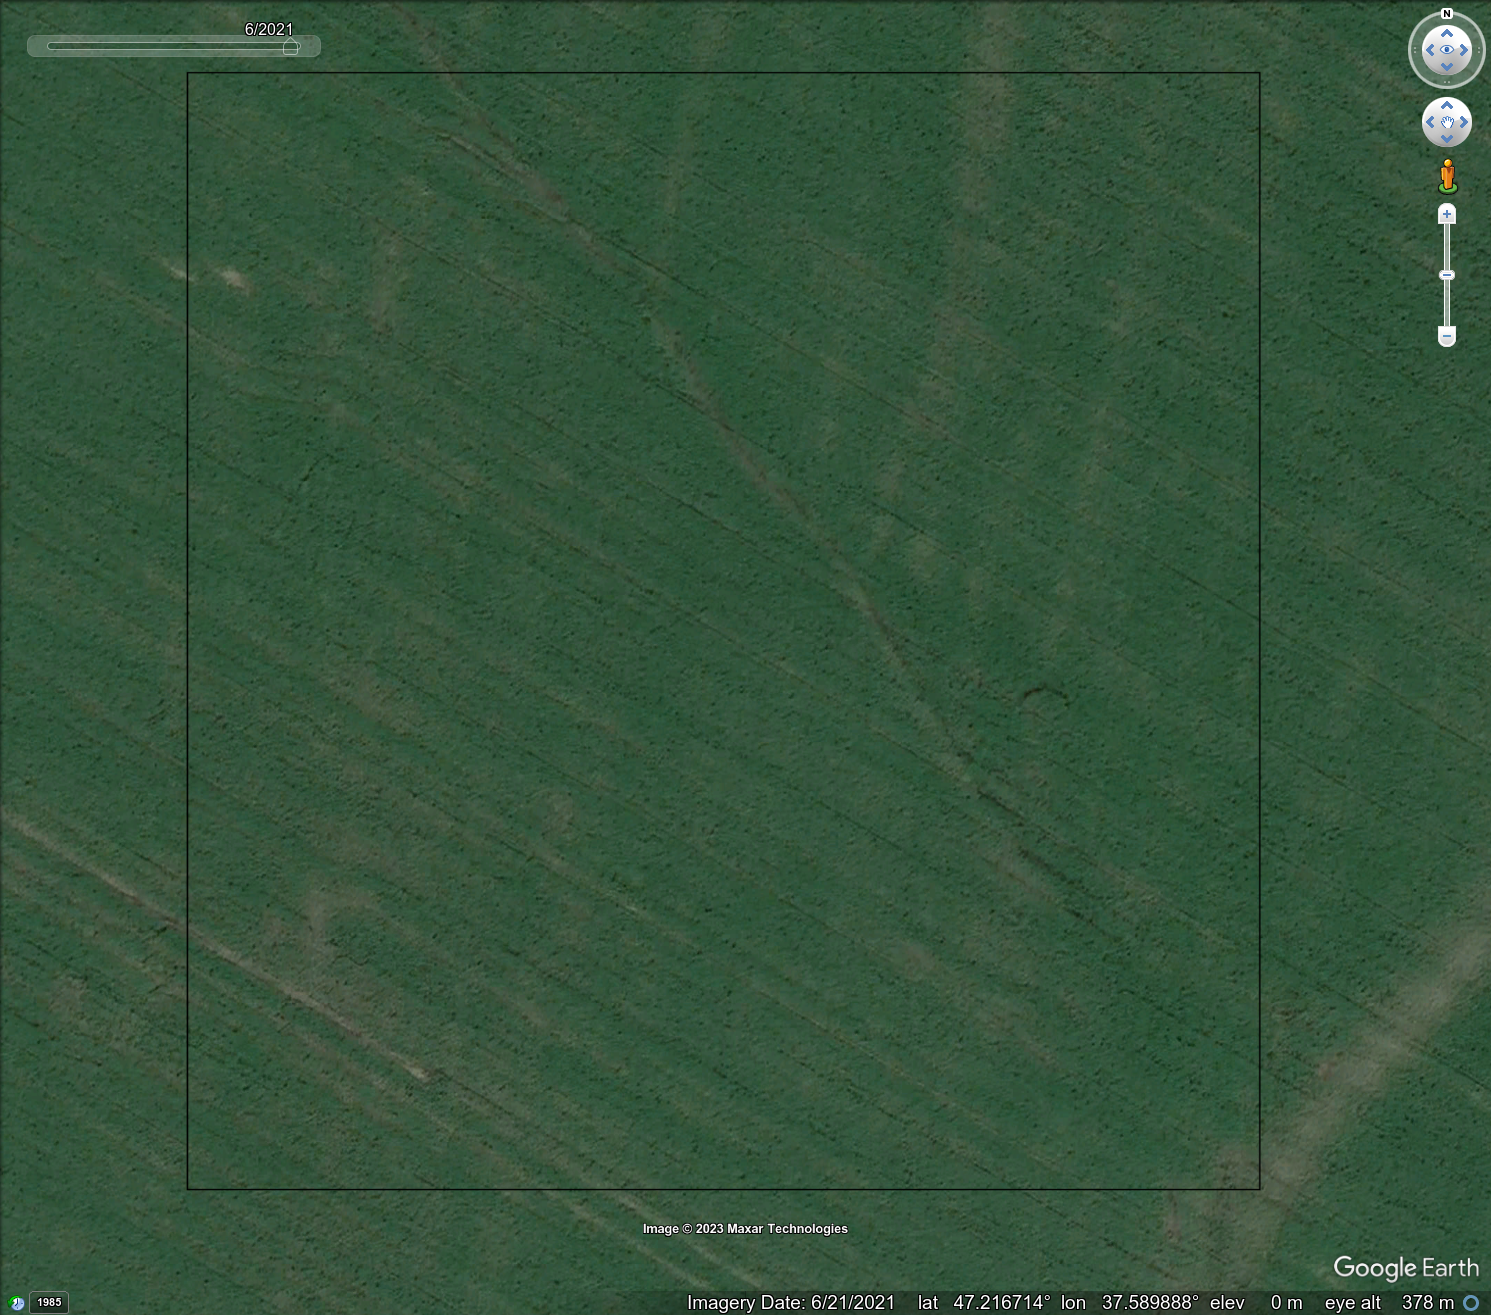 6/2021
N
Image © 2023 Maxar Technologies
Google Earth
1985
Imagery Date: 6/21/2021 lat 47.216714° lon 37.589888° elev 0 m eye alt 378 m